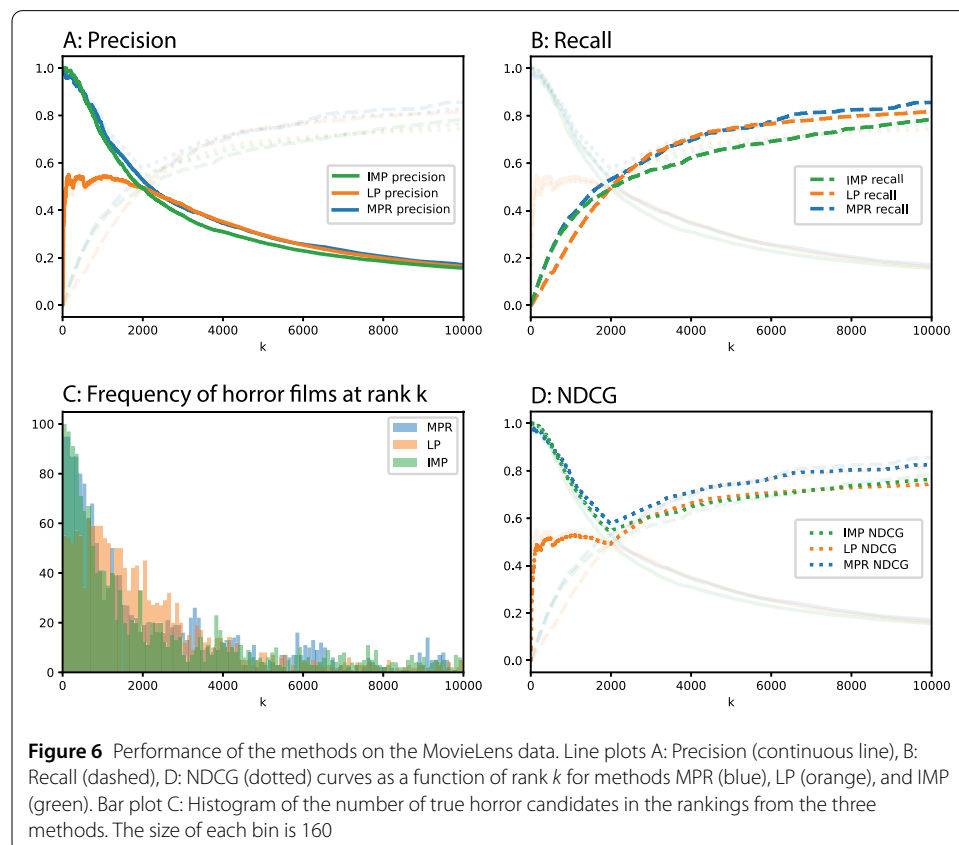 A: Precision
1.0
0.8
0.6
0.4
0.2
0.0
IMP precision
LP precision
MPR precision
0 2000 4000 6000 8000 10000
k
B: Recall
1.0
0.8
0.6
0.4
0.2
0.0
IMP recall
LP recall
MPR recall
0 2000 4000 6000 8000 10000
k
C: Frequency of horror films at rank k
100
80
60
40
20
0
MPR
LP
IMP
0 2000 4000 6000 8000 10000
k
D: NDCG
1.0
0.8
0.6
0.4
0.2
0.0
IMP NDCG
LP NDCG
MPR NDCG
0 2000 4000 6000 8000 10000
k
Figure 6 Performance of the methods on the MovieLens data. Line plots A: Precision (continuous line), B:
Recall (dashed), D: NDCG (dotted) curves as a function of rank k for methods MPR (blue), LP (orange), and IMP
(green). Bar plot C: Histogram of the number of true horror candidates in the rankings from the three
methods. The size of each bin is 160